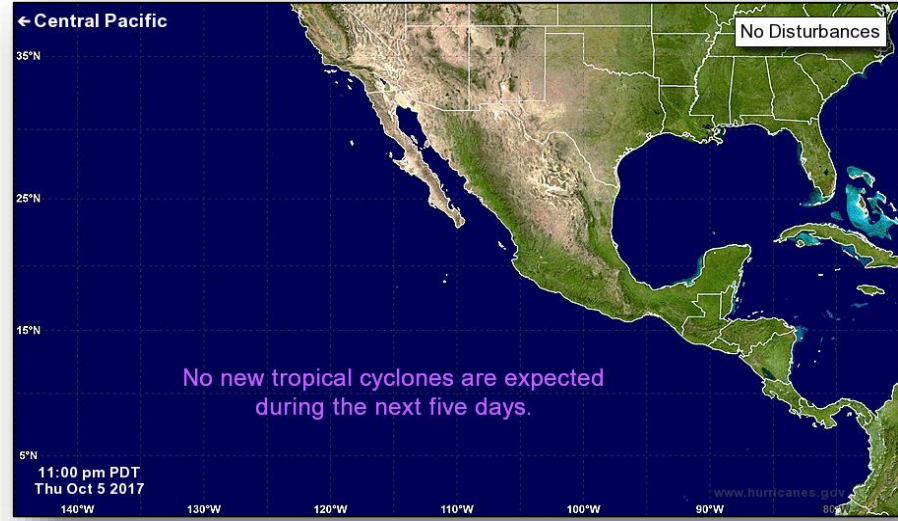 ← Central Pacific
No Disturbances
35°N
25°N
15°N
No new tropical cyclones are expected
during the next five days.
5°N
11:00 pm PDT
Thu Oct 5 2017
www.hurricanes.gov
140°W
130°W
120°W
110°W
100°W
90°W
80°W